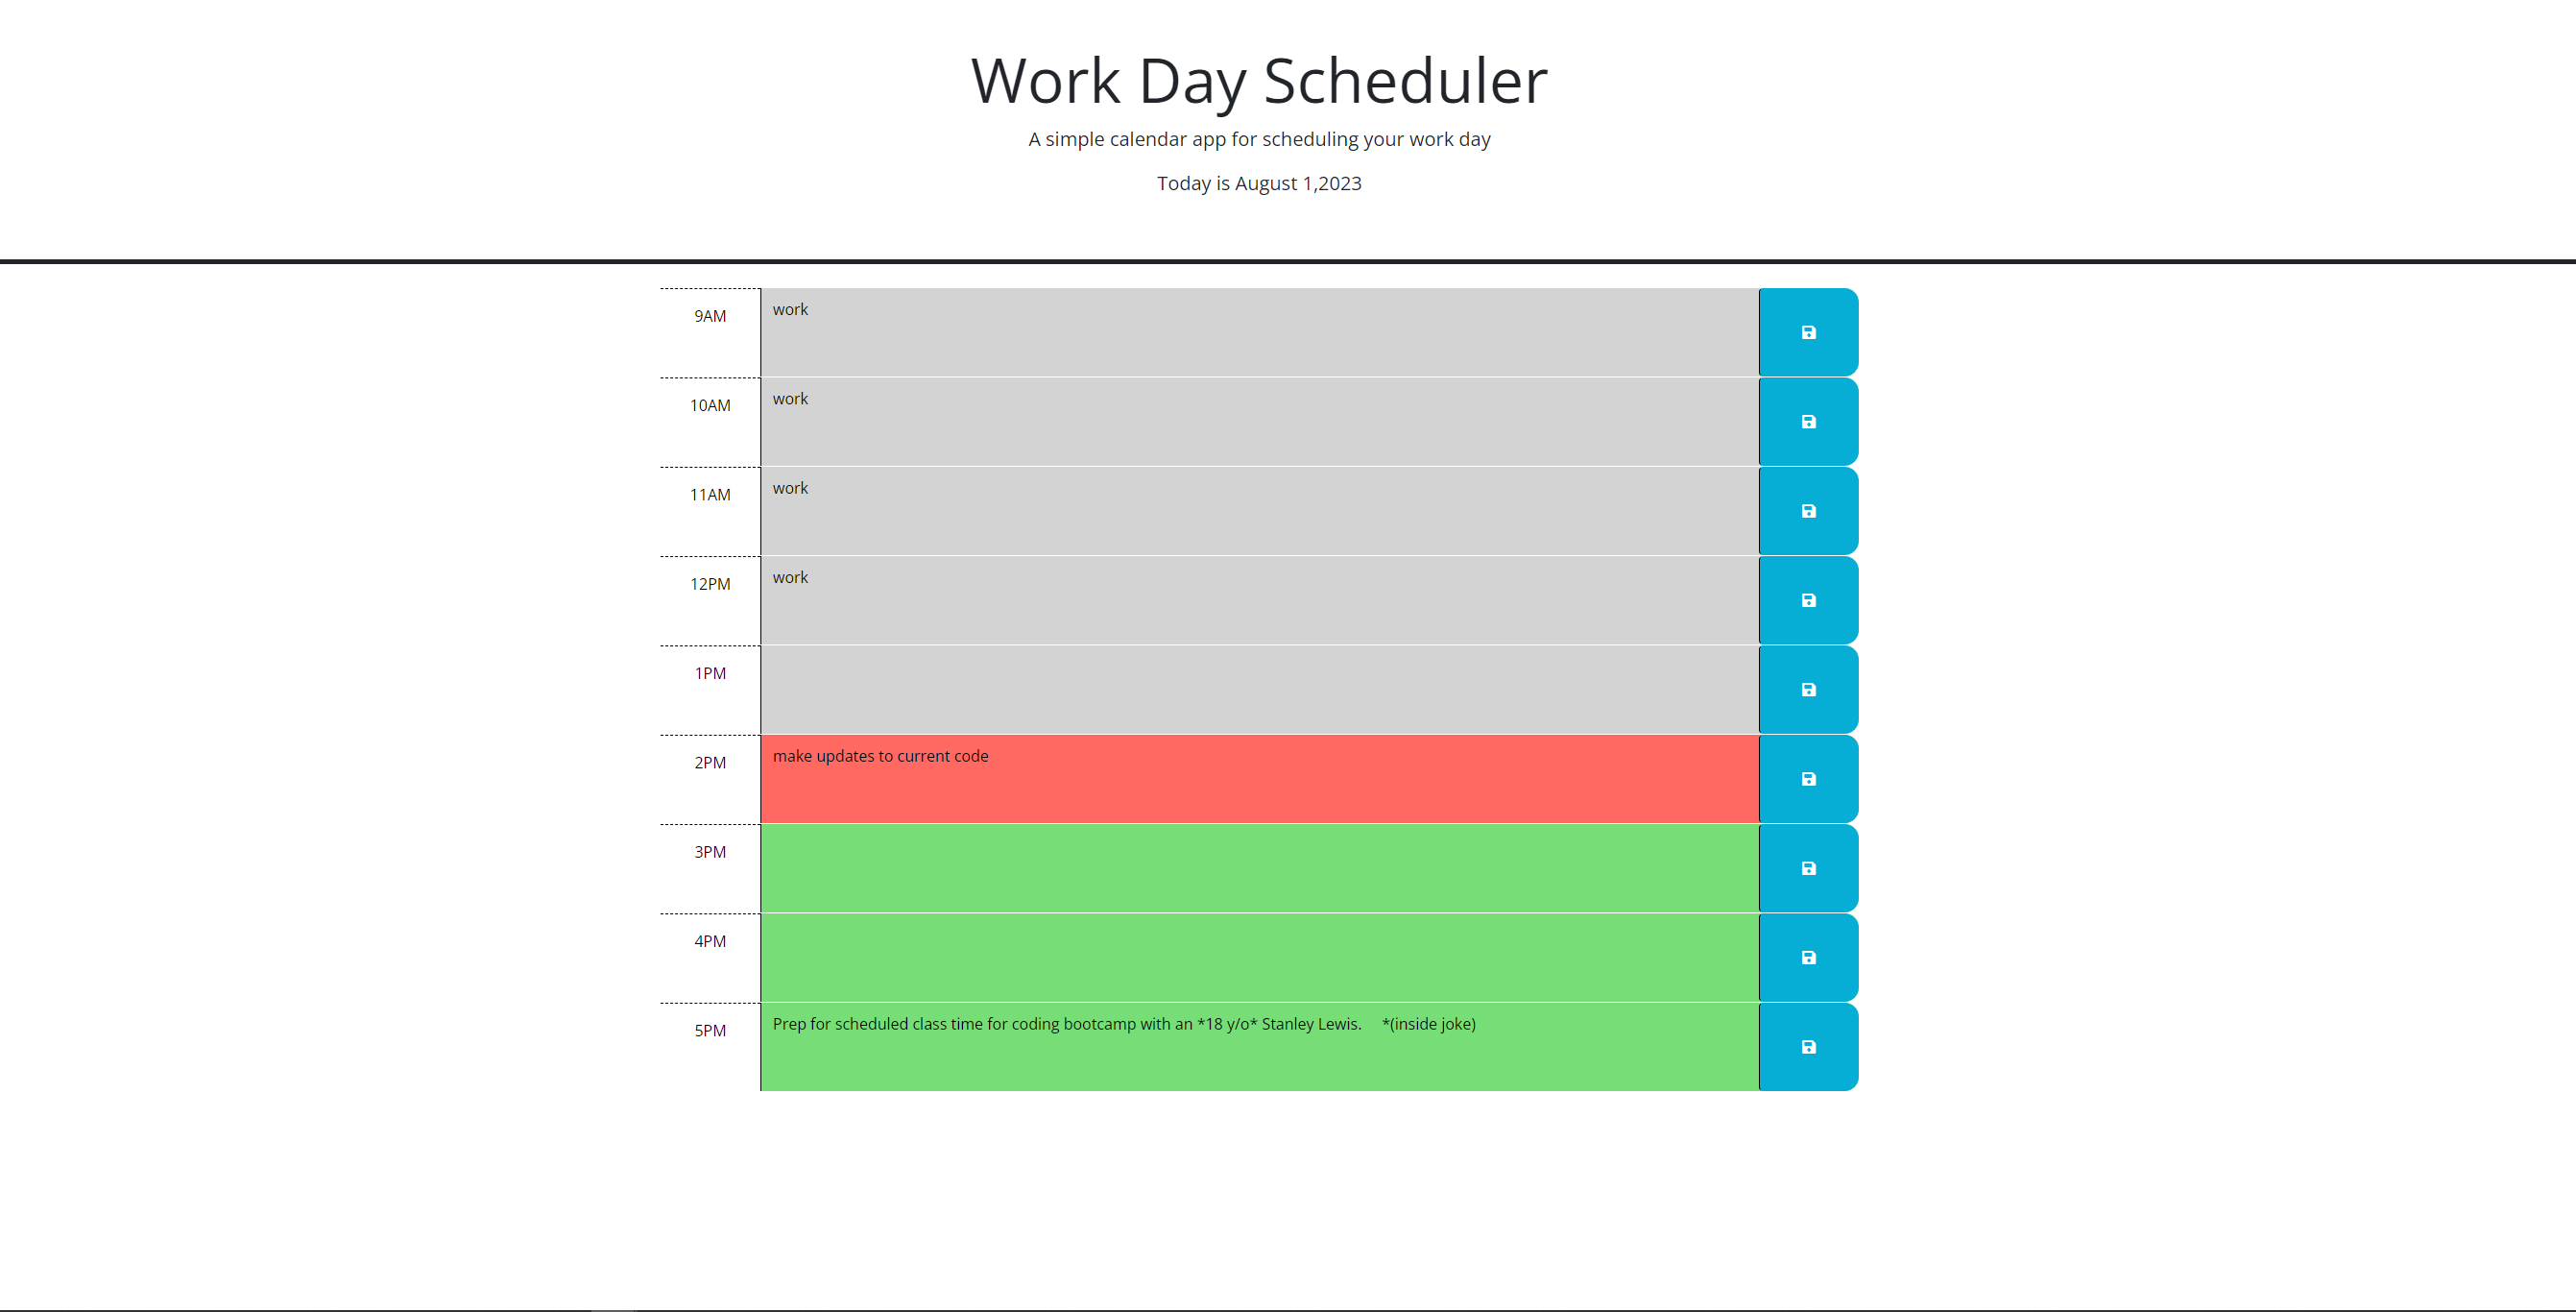 Work Day Scheduler
A simple calendar app for scheduling your work day
Today is August 1,2023
9AM work
10AM work
11AM work
12PM work
1PM
2PM make updates to current code
3PM
4PM
5PM Prep for scheduled class time for coding bootcamp with an *18 y/o* Stanley Lewis. *(inside joke)